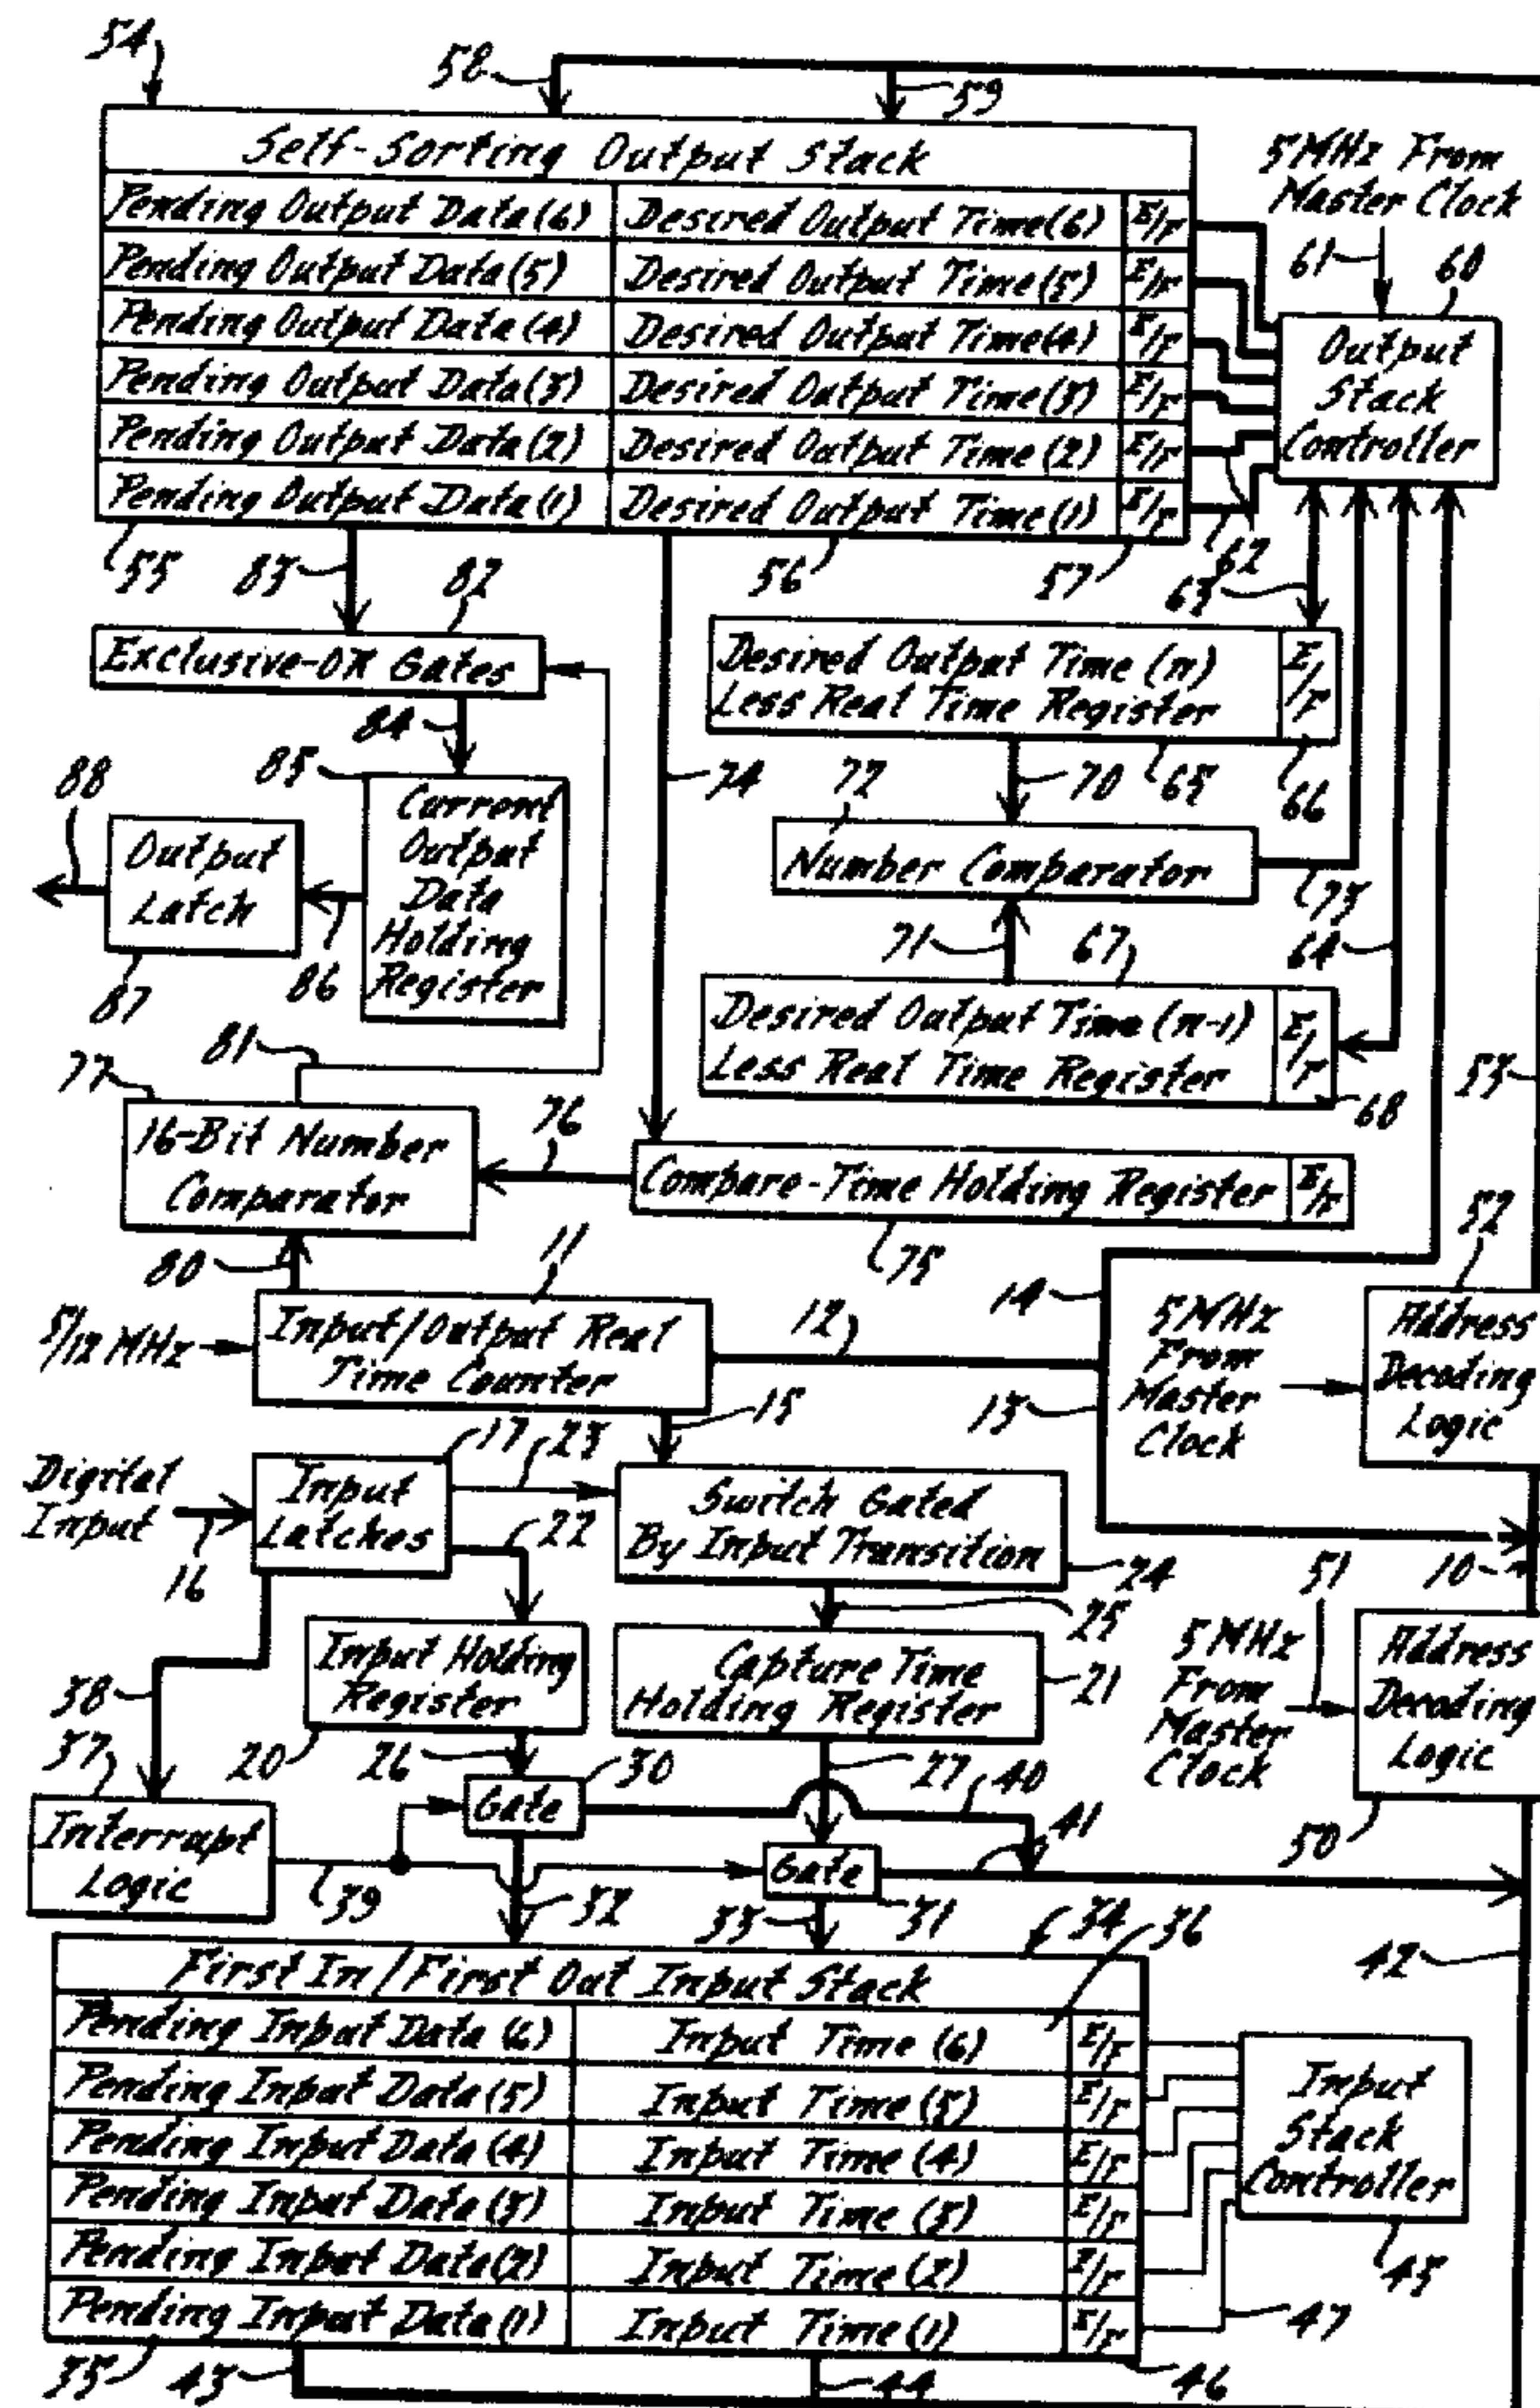 54
58
59
Self-Sorting Output Stack
Pending Output Data(6) Desired Output Time(6) E/F
Pending Output Data(5) Desired Output Time(5) E/F
Pending Output Data(4) Desired Output Time(4) E/F
Pending Output Data(3) Desired Output Time(3) E/F
Pending Output Data(2) Desired Output Time(2) E/F
Pending Output Data(1) Desired Output Time(1) E/F
5MHz From
Master Clock
61
60
Output
Stack
Controller
55
83
82
56
57
62
63
Exclusive-OR Gates
84
Desired Output Time (n)
Less Real Time Register
E/F
85
88
74
72
70
65
66
Current
Output
Data
Holding
Register
Output
Latch
Number Comparator
73
87
86
71
67
64
Desired Output Time (n-1)
Less Real Time Register
E/F
68
53
77
81
76
16-Bit Number
Comparator
Compare-Time Holding Register E/F
75
52
80
11
12
14
13
5/12 MHz
Input/Output Real
Time Counter
5MHz
From
Master
Clock
Address
Decoding
Logic
15
17
23
22
Digital
Input
16
Input
Latches
Switch Gated
By Input Transition
24
51
10
25
Input Holding
Register
Capture Time
Holding Register
21
5MHz
From
Master
Clock
Address
Decoding
Logic
50
38
37
20
26
30
27
40
41
Gate
Interrupt
Logic
39
Gate
32
33
31
34
36
42
First In/First Out Input Stack
Pending Input Data (6) Input Time (6) E/F
Pending Input Data(5) Input Time (5) E/F
Pending Input Data (4) Input Time (4) E/F
Pending Input Data(3) Input Time (3) E/F
Pending Input Data(2) Input Time (2) E/F
Pending Input Data(1) Input Time (1) E/F
Input
Stack
Controller
45
47
35
43
44
46